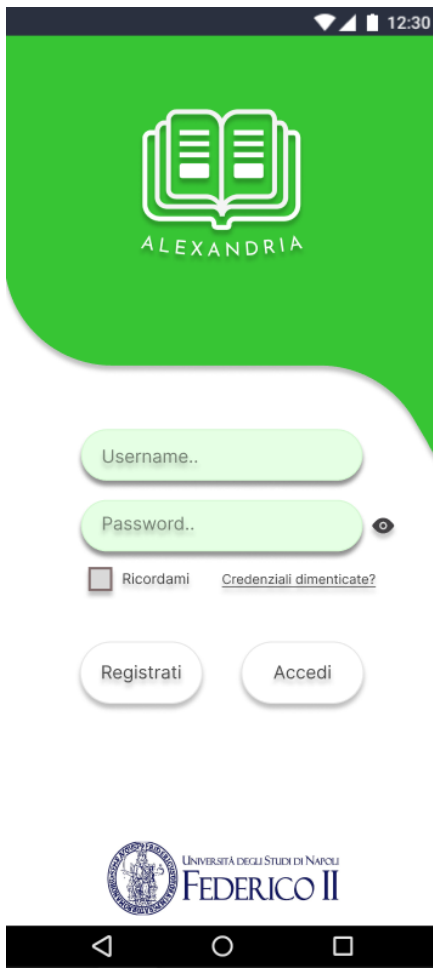 12:30
ALEXANDRIA
Username..
Password..
Ricordami Credenziali dimenticate?
Registrati Accedi
UNIVERSITÀ DEGLI STUDI DI NAPOLI
FEDERICO II